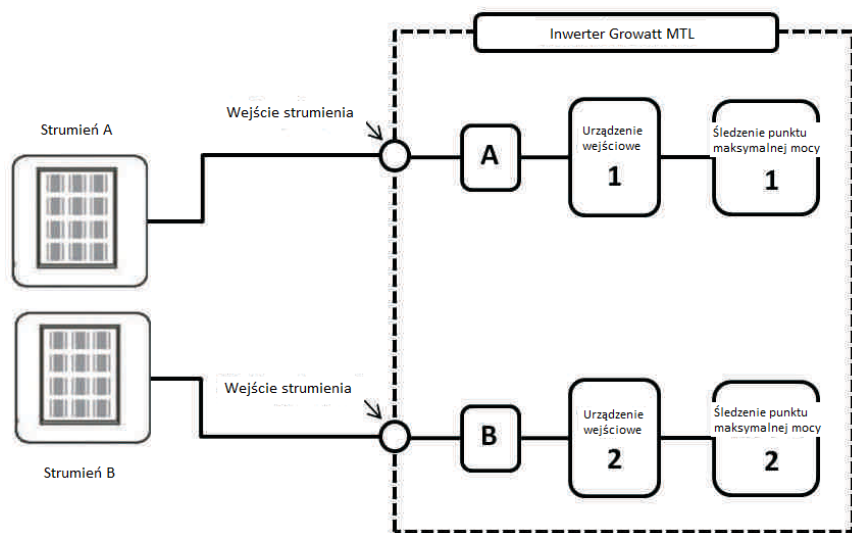 Inwerter Growatt MTL
Strumień A
Wejście strumienia
A
Urządzenie
wejściowe
1
Śledzenie punktu
maksymalnej mocy
1
Wejście strumienia
Strumień B
B
Urządzenie
wejściowe
2
Śledzenie punktu
maksymalnej mocy
2